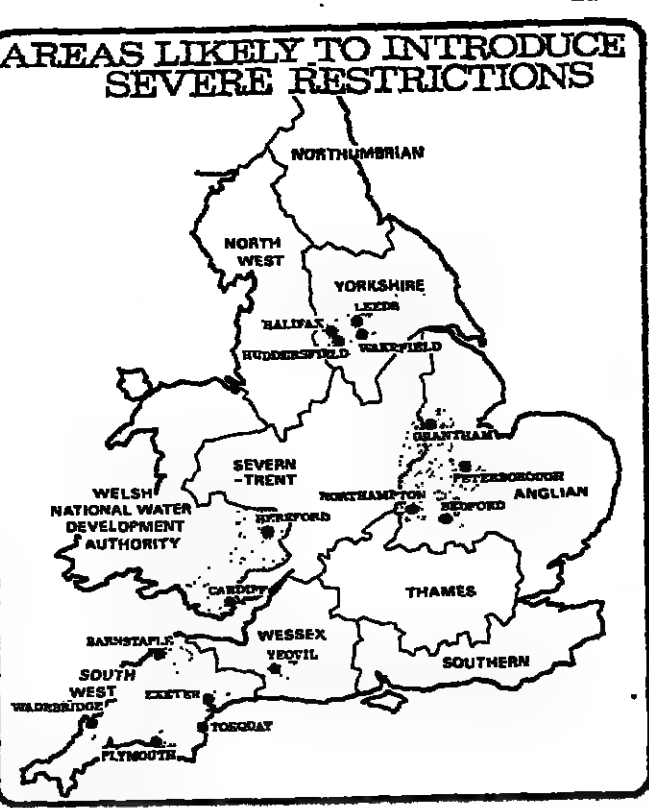 AREAS LIKELY TO INTRODUCE
SEVERE RESTRICTIONS
NORTHUMBRIAN
NORTH
WEST
YORKSHIRE
LEEDS
HALIFAX
HUDDERSFIELD
WAKEFIELD
GRANTHAM
SEVERN
-TRENT
PETERBOROUGH
NORTHAMPTON
ANGLIAN
BEDFORD
WELSH
NATIONAL WATER
DEVELOPMENT
AUTHORITY
HEREFORD
CARDIFF
THAMES
BARNSTAPLE
WESSEX
YEOVIL
SOUTHERN
SOUTH
WEST
EXETER
WADEBRIDGE
TORQUAY
PLYMOUTH